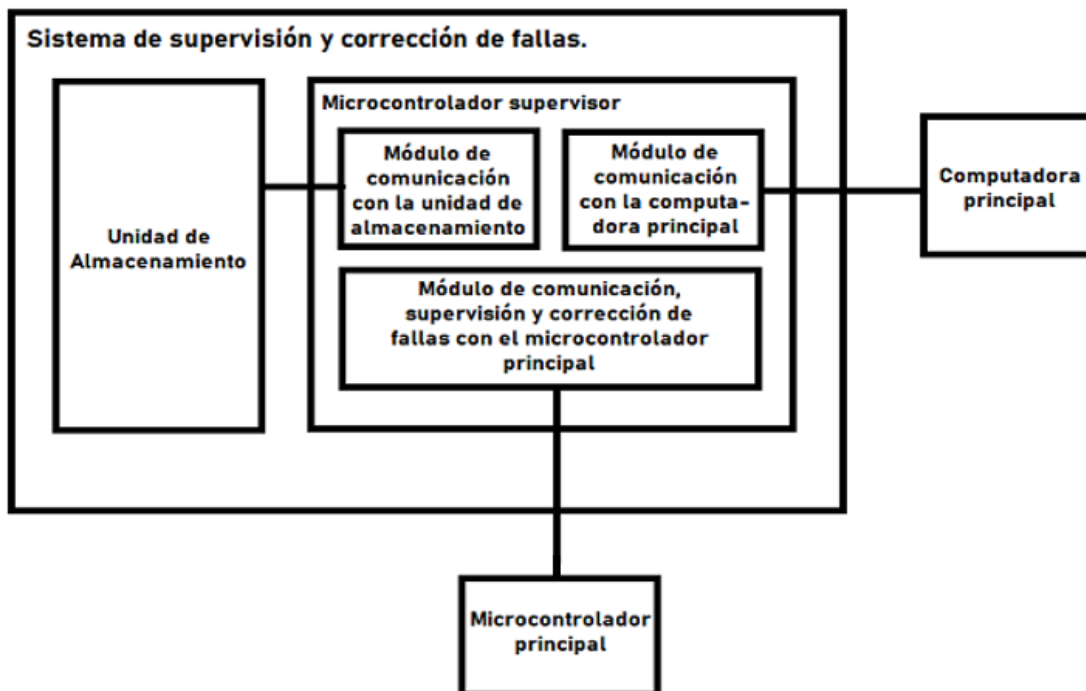 Sistema de supervisión y corrección de fallas.
Microcontrolador supervisor
Módulo de
comunicación
con la unidad de
almacenamiento
Módulo de
comunicación
con la computa-
dora principal
Unidad de
Almacenamiento
Módulo de comunicación,
supervisión y corrección de
fallas con el microcontrolador
principal
Computadora
principal
Microcontrolador
principal